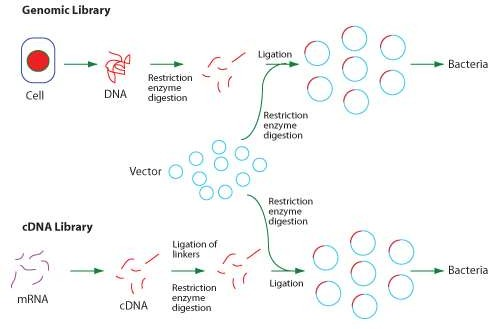 Genomic Library
Cell
DNA
Restriction
enzyme
digestion
Ligation
Restriction
enzyme
digestion
Bacteria
Vector
Restriction
enzyme
digestion
cDNA Library
mRNA
cDNA
Ligation of
linkers
Restriction
enzyme
digestion
Ligation
Bacteria